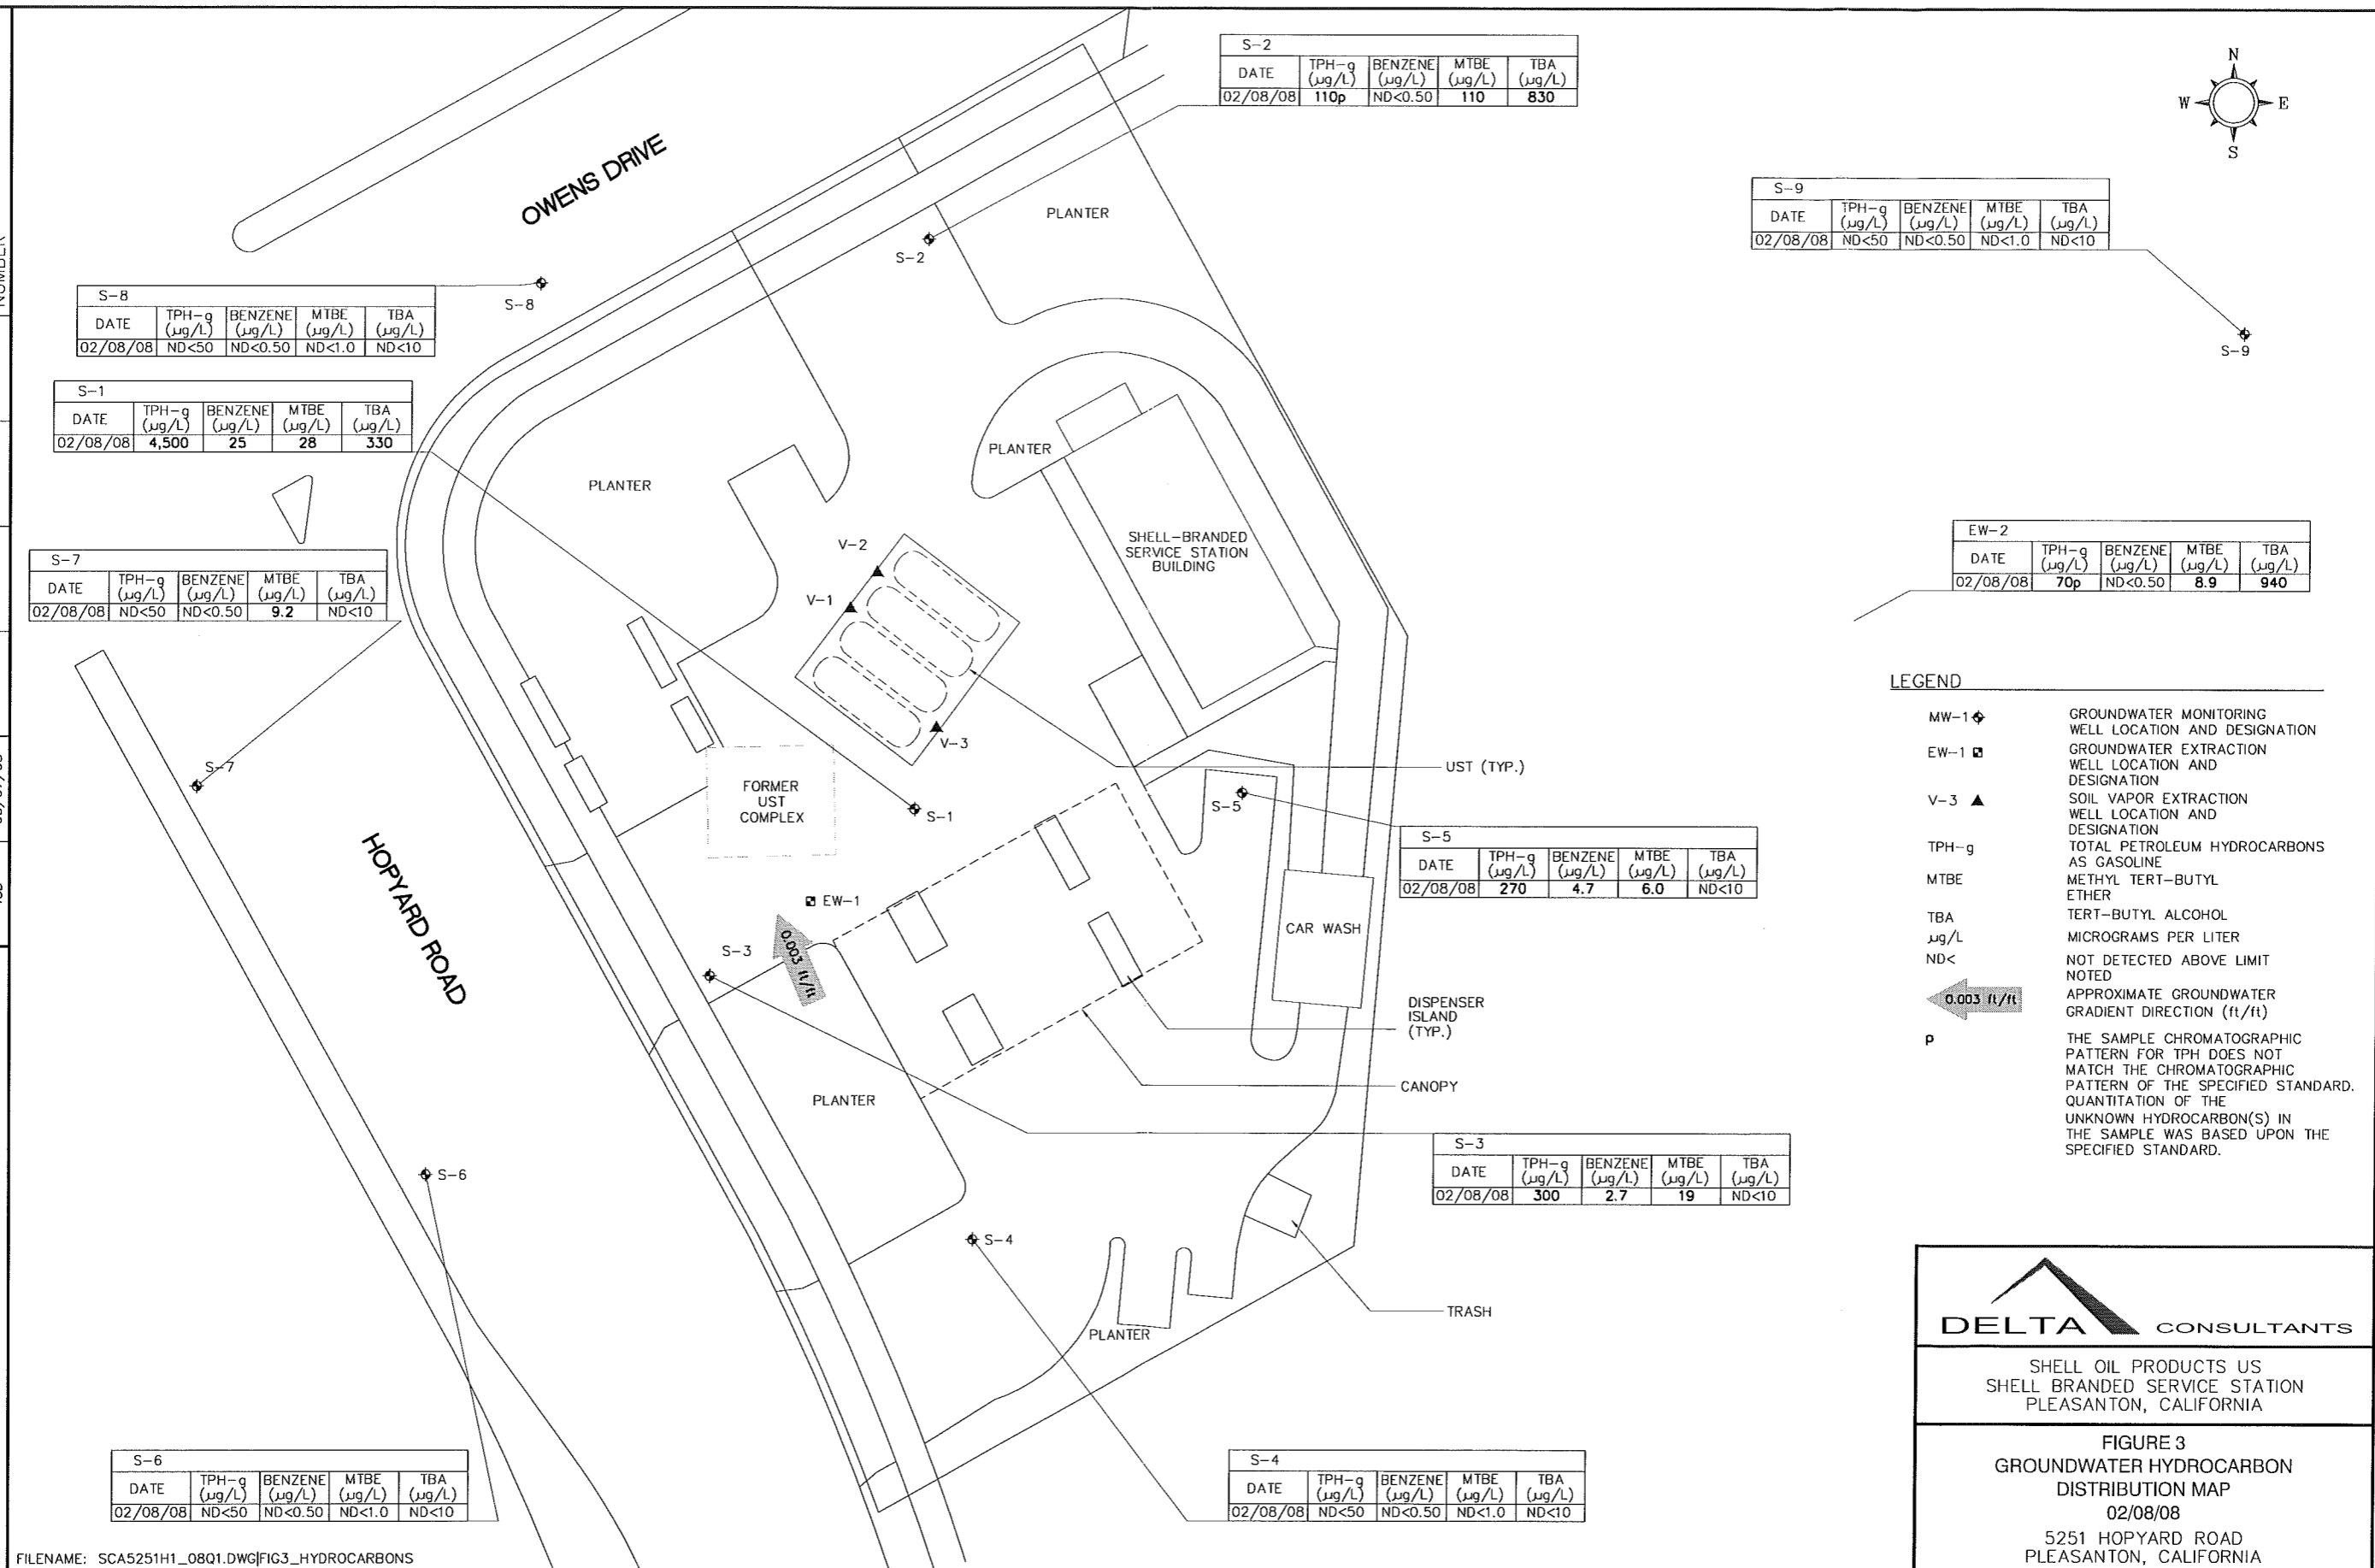 S-2
DATE TPH-g (µg/L) BENZENE (µg/L) MTBE (µg/L) TBA (µg/L)
02/08/08 110p ND<0.50 110 830
N
W E
S
OWENS DRIVE
PLANTER
S-2
S-9
DATE TPH-g (µg/L) BENZENE (µg/L) MTBE (µg/L) TBA (µg/L)
02/08/08 ND<50 ND<0.50 ND<1.0 ND<10
S-9
S-8
S-8
DATE TPH-g (µg/L) BENZENE (µg/L) MTBE (µg/L) TBA (µg/L)
02/08/08 ND<50 ND<0.50 ND<1.0 ND<10
S-1
DATE TPH-g (µg/L) BENZENE (µg/L) MTBE (µg/L) TBA (µg/L)
02/08/08 4,500 25 28 330
PLANTER
PLANTER
S-7
DATE TPH-g (µg/L) BENZENE (µg/L) MTBE (µg/L) TBA (µg/L)
02/08/08 ND<50 ND<0.50 9.2 ND<10
V-2
V-1
V-3
SHELL-BRANDED
SERVICE STATION
BUILDING
EW-2
DATE TPH-g (µg/L) BENZENE (µg/L) MTBE (µg/L) TBA (µg/L)
02/08/08 70p ND<0.50 8.9 940
S-7
FORMER
UST
COMPLEX
S-1
UST (TYP.)
S-5
S-5
DATE TPH-g (µg/L) BENZENE (µg/L) MTBE (µg/L) TBA (µg/L)
02/08/08 270 4.7 6.0 ND<10
HOPYARD ROAD
EW-1
0.003 ft/ft
S-3
CAR WASH
DISPENSER
ISLAND
(TYP.)
CANOPY
PLANTER
S-3
DATE TPH-g (µg/L) BENZENE (µg/L) MTBE (µg/L) TBA (µg/L)
02/08/08 300 2.7 19 ND<10
S-6
S-4
TRASH
PLANTER
S-6
DATE TPH-g (µg/L) BENZENE (µg/L) MTBE (µg/L) TBA (µg/L)
02/08/08 ND<50 ND<0.50 ND<1.0 ND<10
S-4
DATE TPH-g (µg/L) BENZENE (µg/L) MTBE (µg/L) TBA (µg/L)
02/08/08 ND<50 ND<0.50 ND<1.0 ND<10
LEGEND
MW-1 GROUNDWATER MONITORING
WELL LOCATION AND DESIGNATION
EW-1 GROUNDWATER EXTRACTION
WELL LOCATION AND
DESIGNATION
V-3 SOIL VAPOR EXTRACTION
WELL LOCATION AND
DESIGNATION
TPH-g TOTAL PETROLEUM HYDROCARBONS
AS GASOLINE
MTBE METHYL TERT-BUTYL
ETHER
TBA TERT-BUTYL ALCOHOL
µg/L MICROGRAMS PER LITER
ND< NOT DETECTED ABOVE LIMIT
NOTED
0.003 ft/ft APPROXIMATE GROUNDWATER
GRADIENT DIRECTION (ft/ft)
p THE SAMPLE CHROMATOGRAPHIC
PATTERN FOR TPH DOES NOT
MATCH THE CHROMATOGRAPHIC
PATTERN OF THE SPECIFIED STANDARD.
QUANTITATION OF THE
UNKNOWN HYDROCARBON(S) IN
THE SAMPLE WAS BASED UPON THE
SPECIFIED STANDARD.
DELTA CONSULTANTS
SHELL OIL PRODUCTS US
SHELL BRANDED SERVICE STATION
PLEASANTON, CALIFORNIA
FIGURE 3
GROUNDWATER HYDROCARBON
DISTRIBUTION MAP
02/08/08
5251 HOPYARD ROAD
PLEASANTON, CALIFORNIA
FILENAME: SCA5251H1_08Q1.DWG|FIG3_HYDROCARBONS